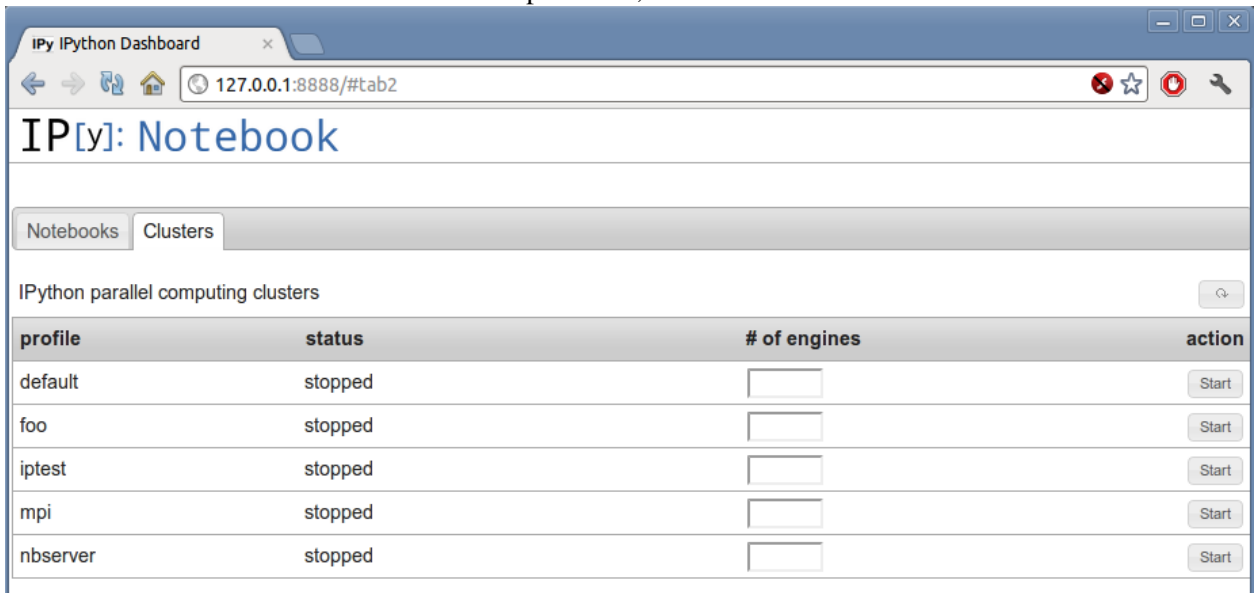 IPy IPython Dashboard
127.0.0.1:8888/#tab2
IP[y]: Notebook
Notebooks Clusters
IPython parallel computing clusters
profile status # of engines action
default stopped Start
foo stopped Start
iptest stopped Start
mpi stopped Start
nbserver stopped Start